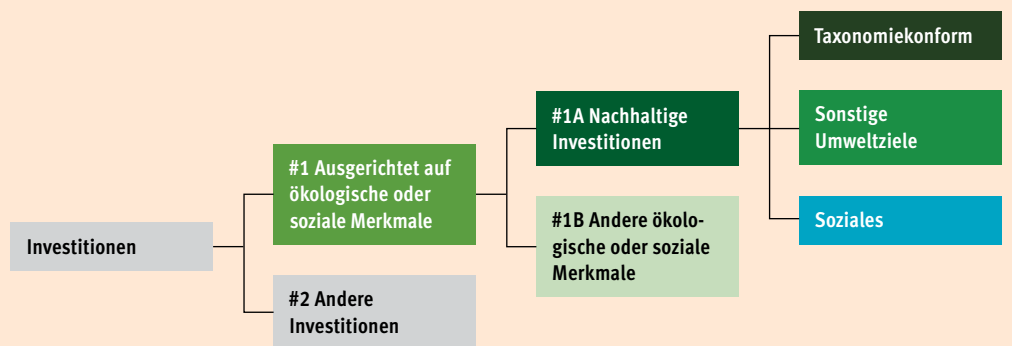 Investitionen
#1 Ausgerichtet auf
ökologische oder
soziale Merkmale
#2 Andere
Investitionen
#1A Nachhaltige
Investitionen
#1B Andere ökolo-
gische oder soziale
Merkmale
Taxonomiekonform
Sonstige
Umweltziele
Soziales